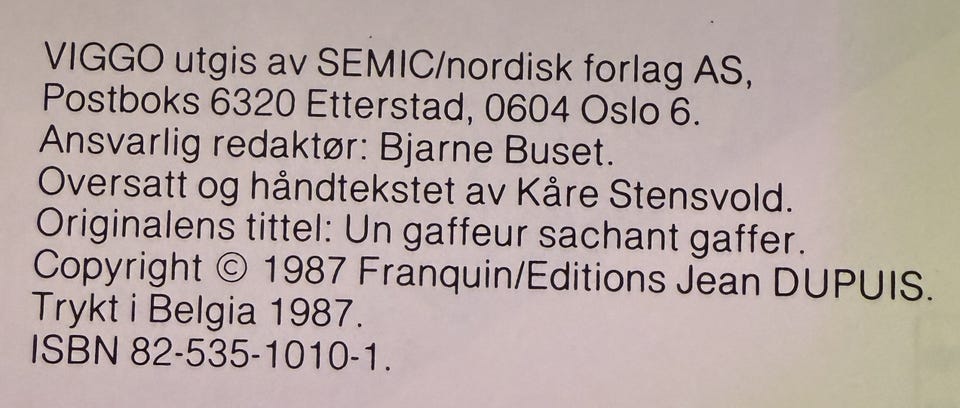 VIGGO utgis av SEMIC/nordisk forlag AS,
Postboks 6320 Etterstad, 0604 Oslo 6.
Ansvarlig redaktør: Bjarne Buset.
Oversatt og håndtekstet av Kåre Stensvold.
Originalens tittel: Un gaffeur sachant gaffer.
Copyright © 1987 Franquin/Editions Jean DUPUIS.
Trykt i Belgia 1987.
ISBN 82-535-1010-1.